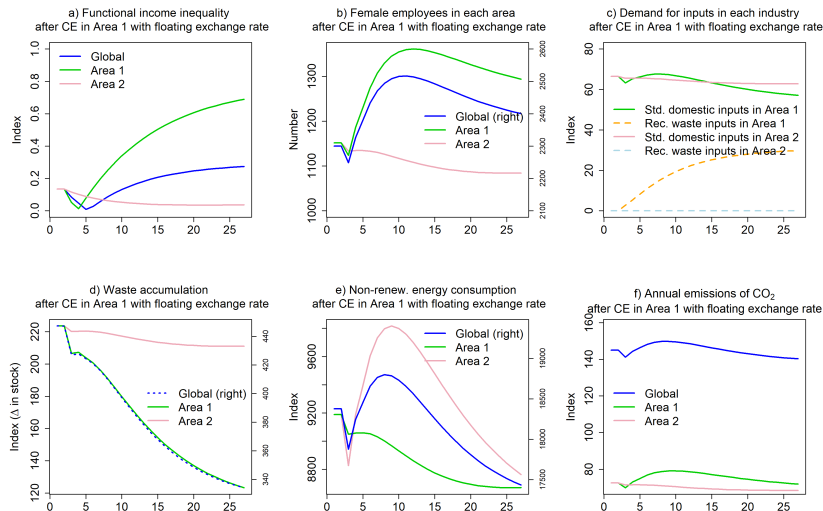 a) Functional income inequality
after CE in Area 1 with floating exchange rate
Index
0.0 0.2 0.4 0.6 0.8 1.0
Global
Area 1
Area 2
0 5 10 15 20 25
b) Female employees in each area
after CE in Area 1 with floating exchange rate
Number
1000 1100 1200 1300
2100 2200 2300 2400 2500 2600
Global (right)
Area 1
Area 2
0 5 10 15 20 25
c) Demand for inputs in each industry
after CE in Area 1 with floating exchange rate
Index
0 20 40 60 80
Std. domestic inputs in Area 1
Rec. waste inputs in Area 1
Std. domestic inputs in Area 2
Rec. waste inputs in Area 2
0 5 10 15 20 25
d) Waste accumulation
after CE in Area 1 with floating exchange rate
Index (Δ in stock)
120 140 160 180 200 220
340 360 380 400 420 440
Global (right)
Area 1
Area 2
0 5 10 15 20 25
e) Non-renew. energy consumption
after CE in Area 1 with floating exchange rate
Index
8800 9200 9600
17500 18000 18500 19000
Global (right)
Area 1
Area 2
0 5 10 15 20 25
f) Annual emissions of CO₂
after CE in Area 1 with floating exchange rate
Index
80 100 120 140 160
Global
Area 1
Area 2
0 5 10 15 20 25